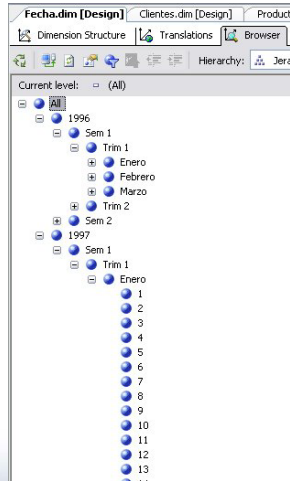 Fecha.dim [Design] Clientes.dim [Design] Product
Dimension Structure Translations Browser
Hierarchy: Jera
Current level: (All)
All
1996
Sem 1
Trim 1
Enero
Febrero
Marzo
Trim 2
Sem 2
1997
Sem 1
Trim 1
Enero
1
2
3
4
5
6
7
8
9
10
11
12
13